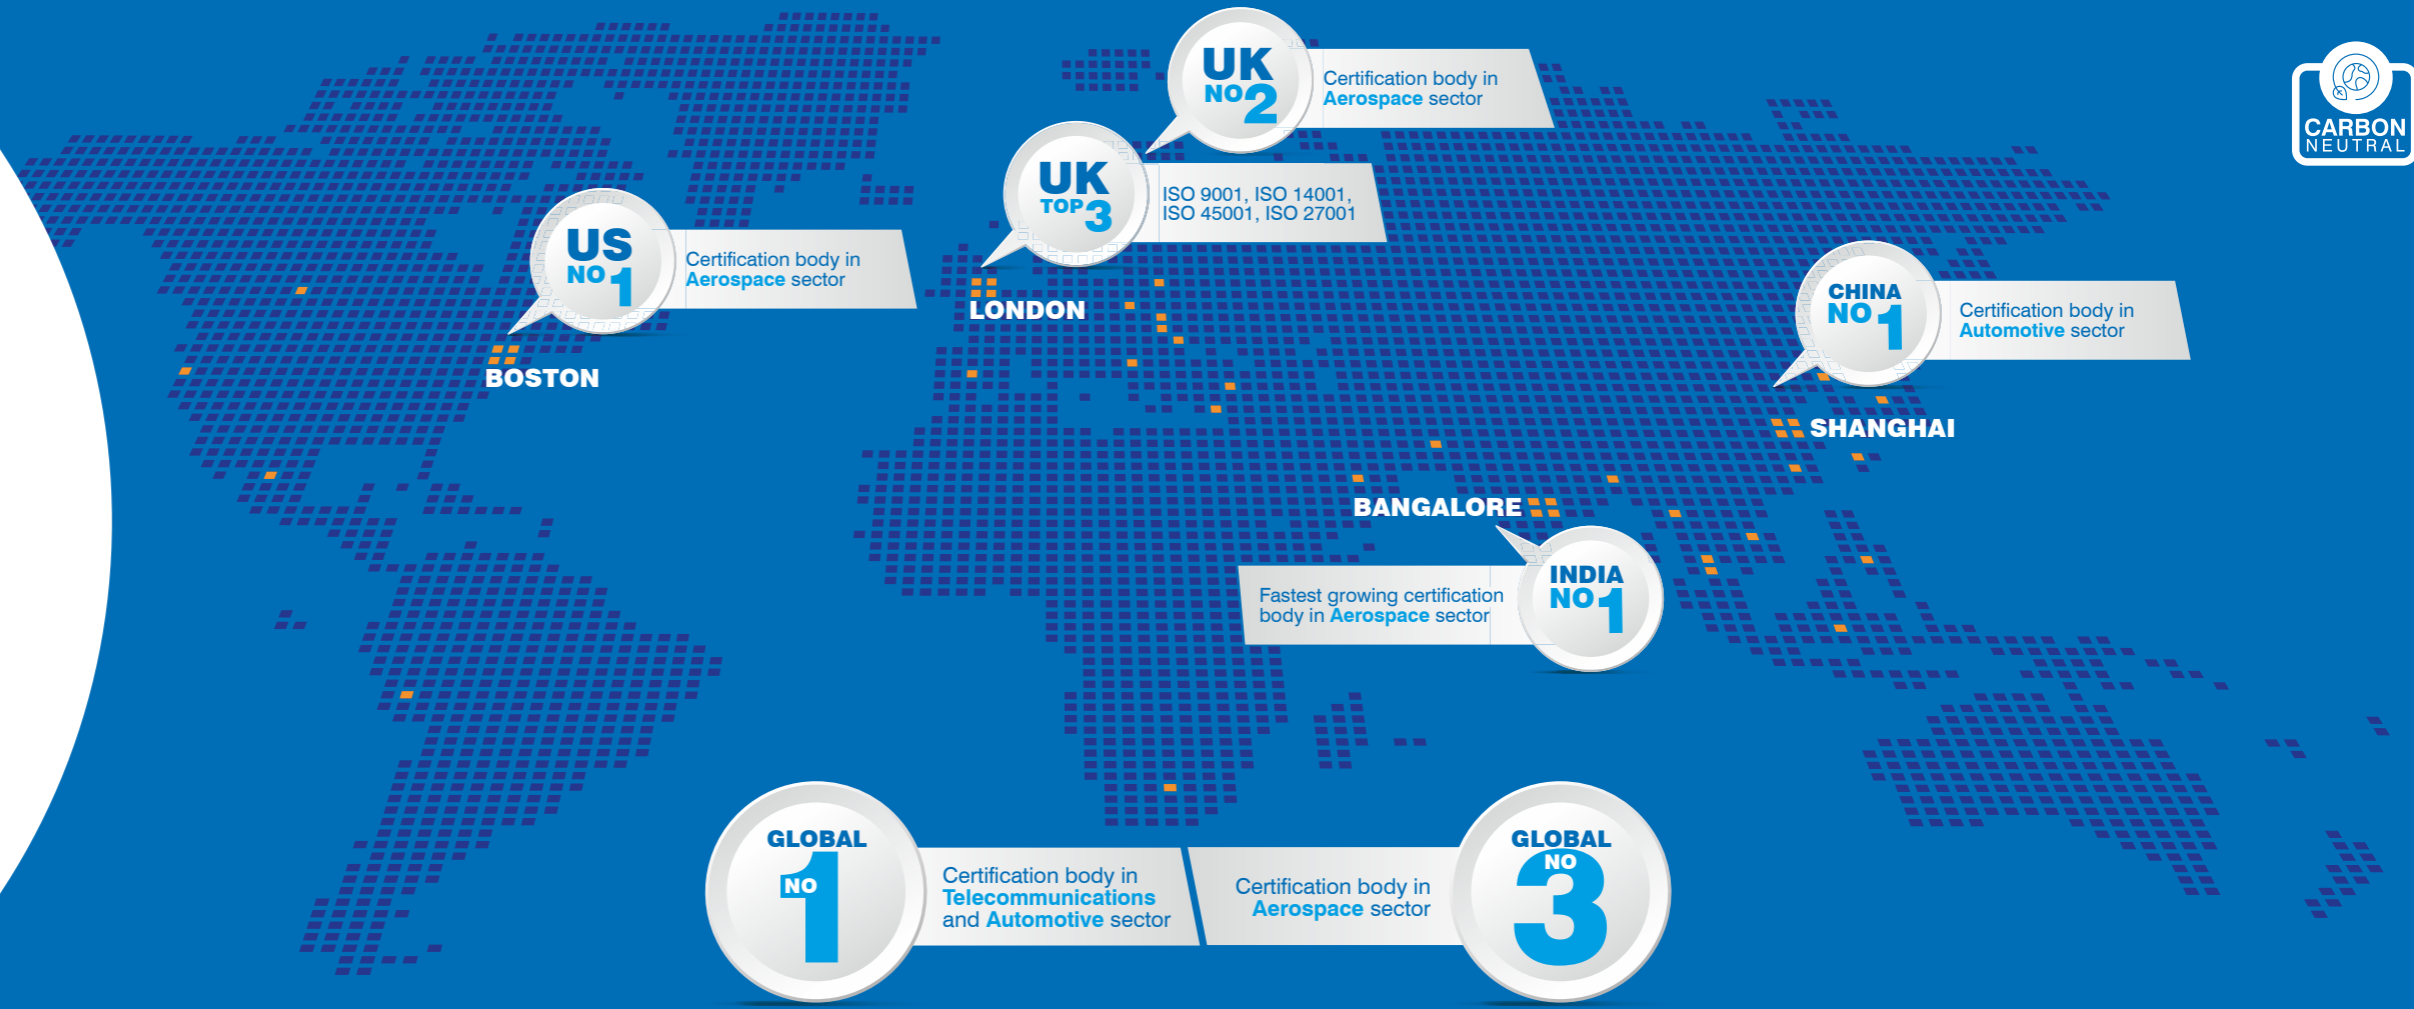 UK
NO 2
Certification body in
Aerospace sector
CARBON
NEUTRAL
UK
TOP 3
ISO 9001, ISO 14001,
ISO 45001, ISO 27001
US
NO 1
Certification body in
Aerospace sector
LONDON
CHINA
NO 1
Certification body in
Automotive sector
BOSTON
SHANGHAI
BANGALORE
INDIA
NO 1
Fastest growing certification
body in Aerospace sector
GLOBAL
NO 1
Certification body in
Telecommunications
and Automotive sector
Certification body in
Aerospace sector
GLOBAL
NO
3